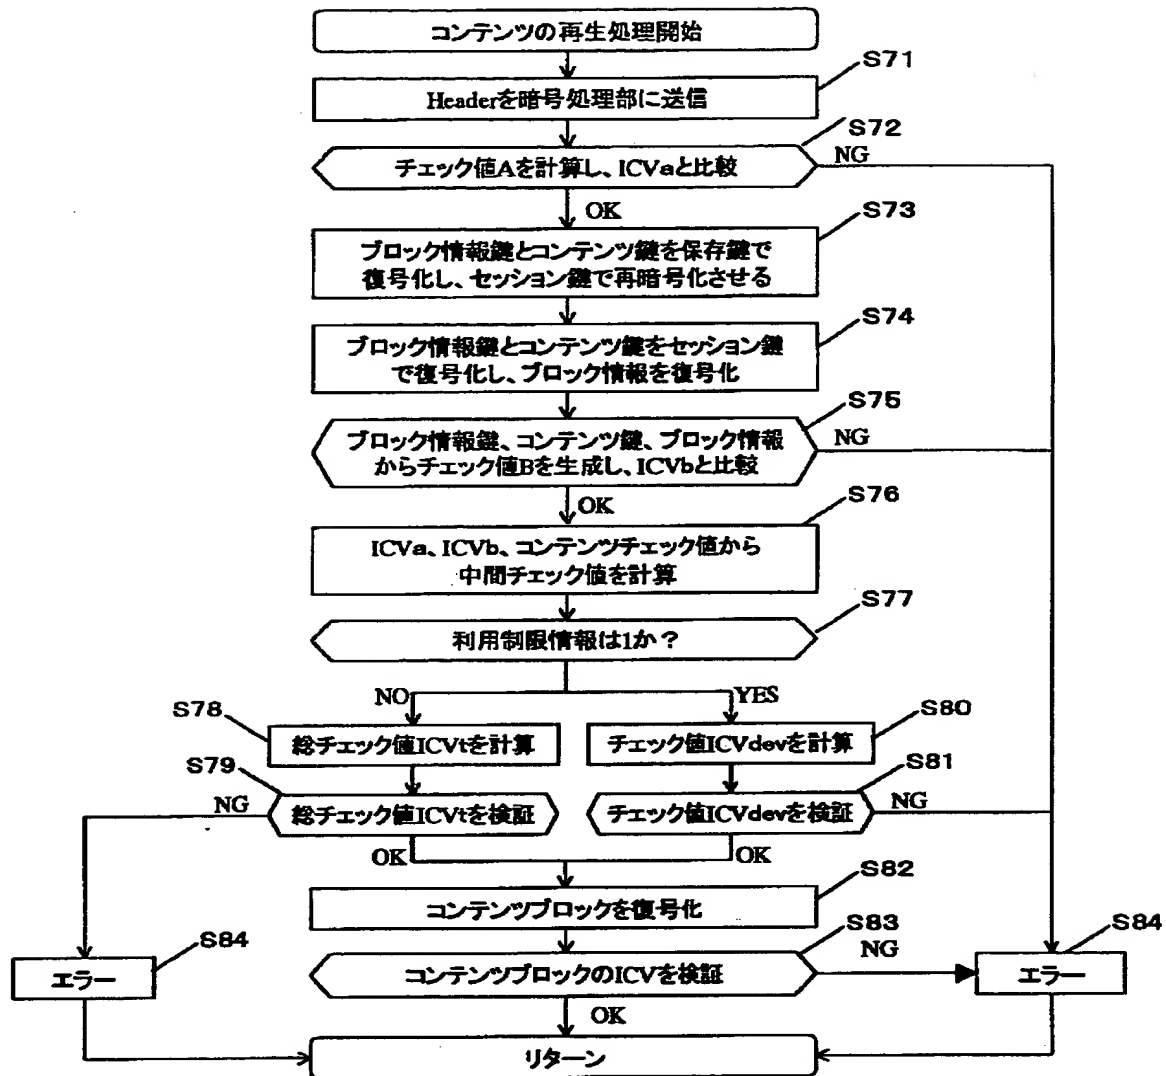 コンテンツの再生処理開始
S71
Headerを暗号処理部に送信
S72
チェック値Aを計算し、ICVaと比較
NG
OK
S73
ブロック情報鍵とコンテンツ鍵を保存鍵で
復号化し、セッション鍵で再暗号化させる
S74
ブロック情報鍵とコンテンツ鍵をセッション鍵
で復号化し、ブロック情報を復号化
S75
ブロック情報鍵、コンテンツ鍵、ブロック情報
からチェック値Bを生成し、ICVbと比較
NG
OK
S76
ICVa、ICVb、コンテンツチェック値から
中間チェック値を計算
S77
利用制限情報は1か？
NO
YES
S78
総チェック値ICVtを計算
S80
チェック値ICVdevを計算
S79
NG
総チェック値ICVtを検証
S81
チェック値ICVdevを検証
NG
OK
OK
S82
コンテンツブロックを復号化
S83
コンテンツブロックのICVを検証
NG
S84
エラー
S84
エラー
OK
リターン